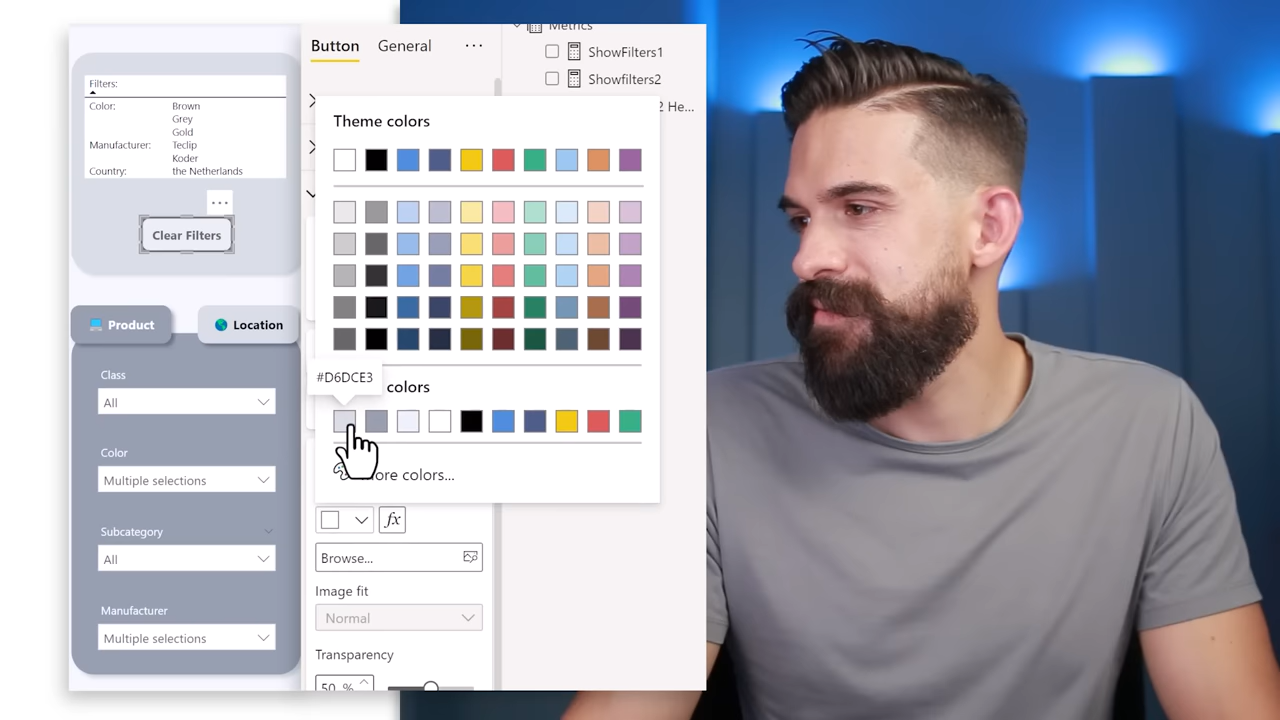 Filters:
Color: Brown
Grey
Gold
Manufacturer: Teclip
Koder
Country: the Netherlands
...
Clear Filters
Product
Location
Class
All
Color
Multiple selections
Subcategory
All
Manufacturer
Multiple selections
Button General ...
Theme colors
#D6DCE3
colors
ore colors...
fx
Browse...
Image fit
Normal
Transparency
50 %
Metrics
ShowFilters1
Showfilters2
2 He...